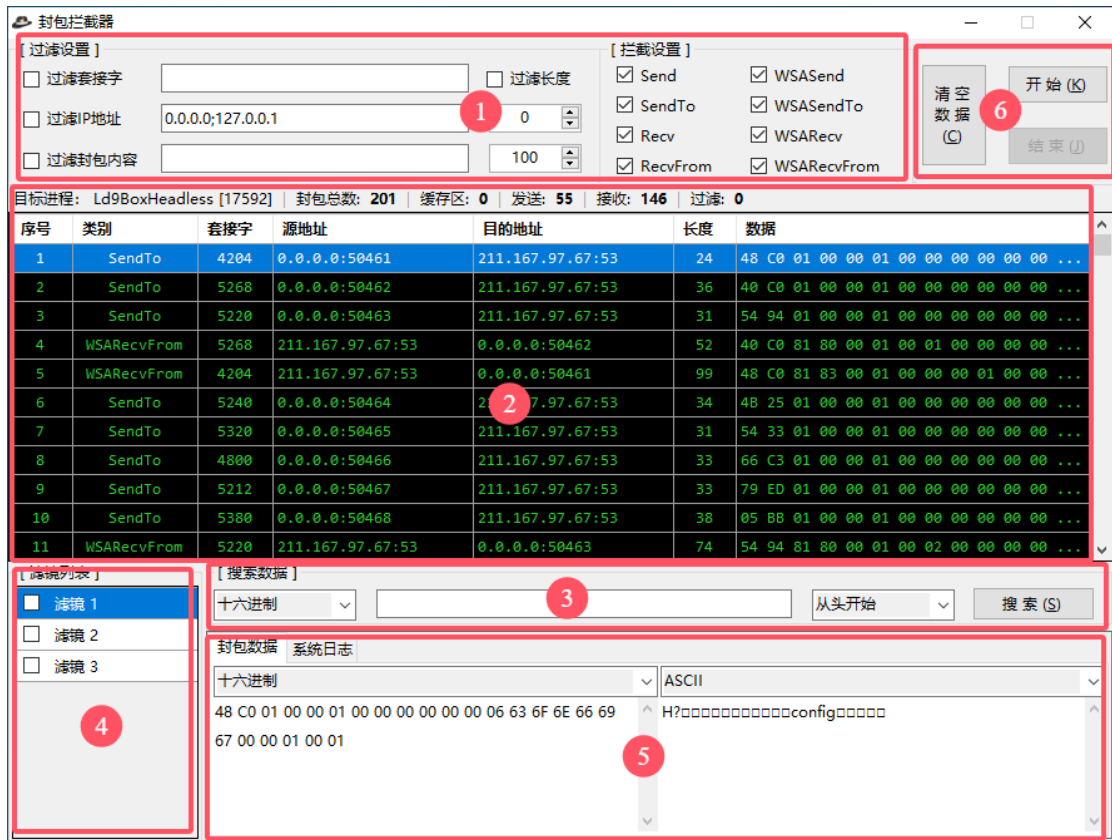 封包拦截器
[ 过滤设置 ]
过滤套接字
过滤长度
过滤IP地址 0.0.0.0;127.0.0.1 0
过滤封包内容 100
1
[ 拦截设置 ]
Send WSASend
SendTo WSASendTo
Recv WSARecv
RecvFrom WSARecvFrom
清空
数据
(C)
开始(K)
结束(J)
6
目标进程: Ld9BoxHeadless [17592] | 封包总数: 201 | 缓存区: 0 | 发送: 55 | 接收: 146 | 过滤: 0
序号 类别 套接字 源地址 目的地址 长度 数据
1 SendTo 4204 0.0.0.0:50461 211.167.97.67:53 24 48 C0 01 00 00 01 00 00 00 00 00 00 ...
2 SendTo 5268 0.0.0.0:50462 211.167.97.67:53 36 40 C0 01 00 00 01 00 00 00 00 00 00 ...
3 SendTo 5220 0.0.0.0:50463 211.167.97.67:53 31 54 94 01 00 00 01 00 00 00 00 00 00 ...
4 WSARecvFrom 5268 211.167.97.67:53 0.0.0.0:50462 52 40 C0 81 80 00 01 00 01 00 00 00 00 ...
5 WSARecvFrom 4204 211.167.97.67:53 0.0.0.0:50461 99 48 C0 81 83 00 01 00 00 00 01 00 00 ...
6 SendTo 5240 0.0.0.0:50464 2 7.97.67:53 34 4B 25 01 00 00 01 00 00 00 00 00 00 ...
2
7 SendTo 5320 0.0.0.0:50465 211.167.97.67:53 31 54 33 01 00 00 01 00 00 00 00 00 00 ...
8 SendTo 4800 0.0.0.0:50466 211.167.97.67:53 33 66 C3 01 00 00 01 00 00 00 00 00 00 ...
9 SendTo 5212 0.0.0.0:50467 211.167.97.67:53 33 79 ED 01 00 00 01 00 00 00 00 00 00 ...
10 SendTo 5380 0.0.0.0:50468 211.167.97.67:53 38 05 BB 01 00 00 01 00 00 00 00 00 00 ...
11 WSARecvFrom 5220 211.167.97.67:53 0.0.0.0:50463 74 54 94 81 80 00 01 00 02 00 00 00 00 ...
[ 滤镜列表 ]
滤镜 1
滤镜 2
滤镜 3
4
[ 搜索数据 ]
十六进制 3 从头开始 搜索(S)
封包数据 系统日志
十六进制 ASCII
48 C0 01 00 00 01 00 00 00 00 00 00 06 63 6F 6E 66 69
67 00 00 01 00 01
H?□□□□□□□□□□□config□□□□□
5